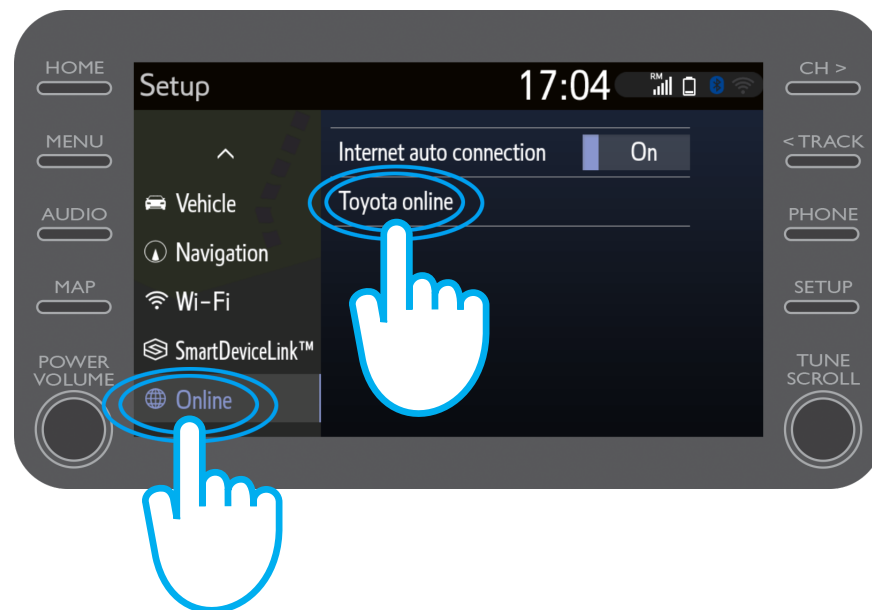 HOME
MENU
AUDIO
MAP
POWER
VOLUME
Setup
17:04
RM
Vehicle
Navigation
Wi-Fi
SmartDeviceLink™
Online
Internet auto connection
On
Toyota online
CH >
< TRACK
PHONE
SETUP
TUNE
SCROLL